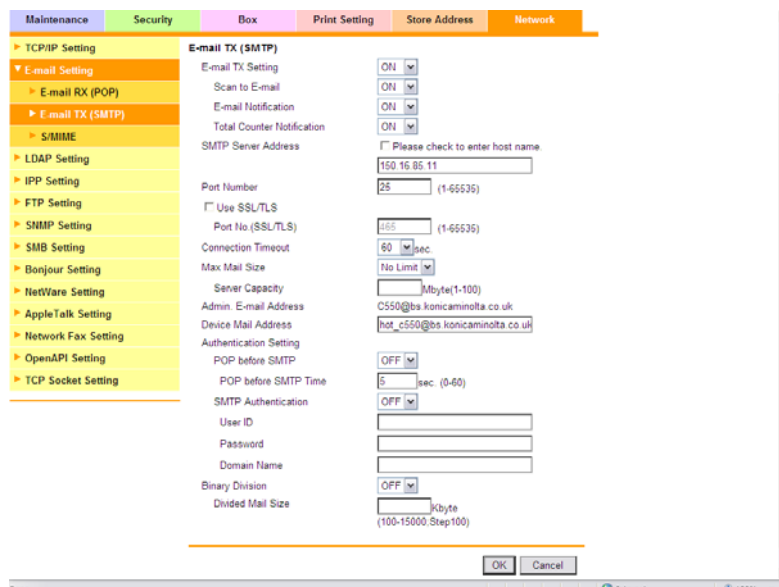 Maintenance Security Box Print Setting Store Address Network
TCP/IP Setting
E-mail Setting
E-mail RX (POP)
E-mail TX (SMTP)
S/MIME
LDAP Setting
IPP Setting
FTP Setting
SNMP Setting
SMB Setting
Bonjour Setting
NetWare Setting
AppleTalk Setting
Network Fax Setting
OpenAPI Setting
TCP Socket Setting
E-mail TX (SMTP)
E-mail TX Setting ON
Scan to E-mail ON
E-mail Notification ON
Total Counter Notification ON
SMTP Server Address Please check to enter host name.
150.16.85.11
Port Number 25 (1-65535)
Use SSL/TLS
Port No.(SSL/TLS) 465 (1-65535)
Connection Timeout 60 sec.
Max Mail Size No Limit
Server Capacity Mbyte(1-100)
Admin. E-mail Address C550@bs.konicaminolta.co.uk
Device Mail Address hot_c550@bs.konicaminolta.co.uk
Authentication Setting
POP before SMTP OFF
POP before SMTP Time 5 sec. (0-60)
SMTP Authentication OFF
User ID
Password
Domain Name
Binary Division OFF
Divided Mail Size Kbyte
(100-15000;Step100)
OK Cancel